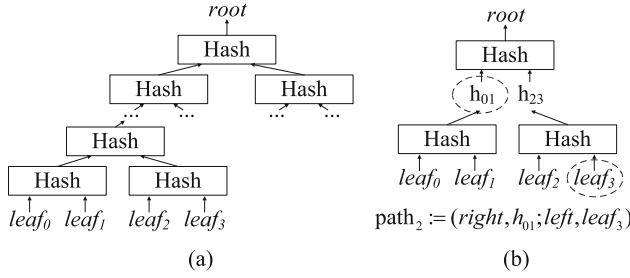 root
Hash
Hash Hash
... ... ... ...
Hash
Hash Hash
leaf₀ leaf₁ leaf₂ leaf₃
(a)
root
Hash
h₀₁ h₂₃
Hash Hash
leaf₀ leaf₁ leaf₂ leaf₃
path₂ := (right, h₀₁; left, leaf₃)
(b)